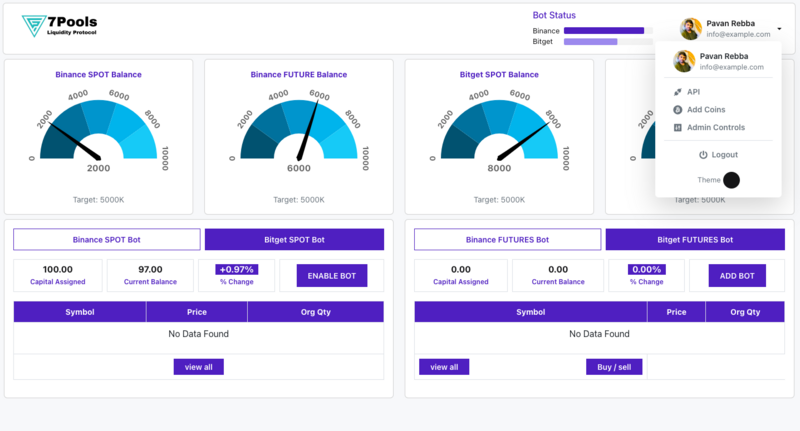 7Pools
Liquidity Protocol
Bot Status
Binance
Bitget
Pavan Rebba
info@example.com
Pavan Rebba
info@example.com
API
Add Coins
Admin Controls
Logout
Theme
Binance SPOT Balance
0
2000
4000
6000
8000
10000
2000
Target: 5000K
Binance FUTURE Balance
0
2000
4000
6000
8000
10000
6000
Target: 5000K
Bitget SPOT Balance
0
2000
4000
6000
8000
10000
8000
Target: 5000K
0
Target: 5000K
Binance SPOT Bot
Bitget SPOT Bot
100.00
Capital Assigned
97.00
Current Balance
+0.97%
% Change
ENABLE BOT
Symbol Price Org Qty
No Data Found
view all
Binance FUTURES Bot
Bitget FUTURES Bot
0.00
Capital Assigned
0.00
Current Balance
0.00%
% Change
ADD BOT
Symbol Price Org Qty
No Data Found
view all
Buy / sell